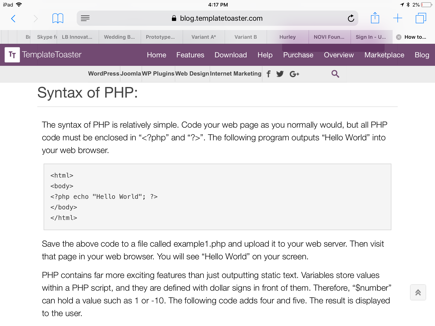 iPad 4:17 PM 2%
blog.templatetoaster.com
Skype f LB Innovat... Wedding B... Prototype... Variant A* Variant B Hurley NOVI Foun... Sign In – U... How to...
TT TemplateToaster Home Features Download Help Purchase Overview Marketplace Blog
WordPress Joomla WP Plugins Web Design Internet Marketing f G+
Syntax of PHP:
The syntax of PHP is relatively simple. Code your web page as you normally would, but all PHP
code must be enclosed in “<?php” and “?>”. The following program outputs “Hello World” into
your web browser.
<html>
<body>
<?php echo "Hello World"; ?>
</body>
</html>
Save the above code to a file called example1.php and upload it to your web server. Then visit
that page in your web browser. You will see “Hello World” on your screen.
PHP contains far more exciting features than just outputting static text. Variables store values
within a PHP script, and they are defined with dollar signs in front of them. Therefore, “$number”
can hold a value such as 1 or -10. The following code adds four and five. The result is displayed
to the user.